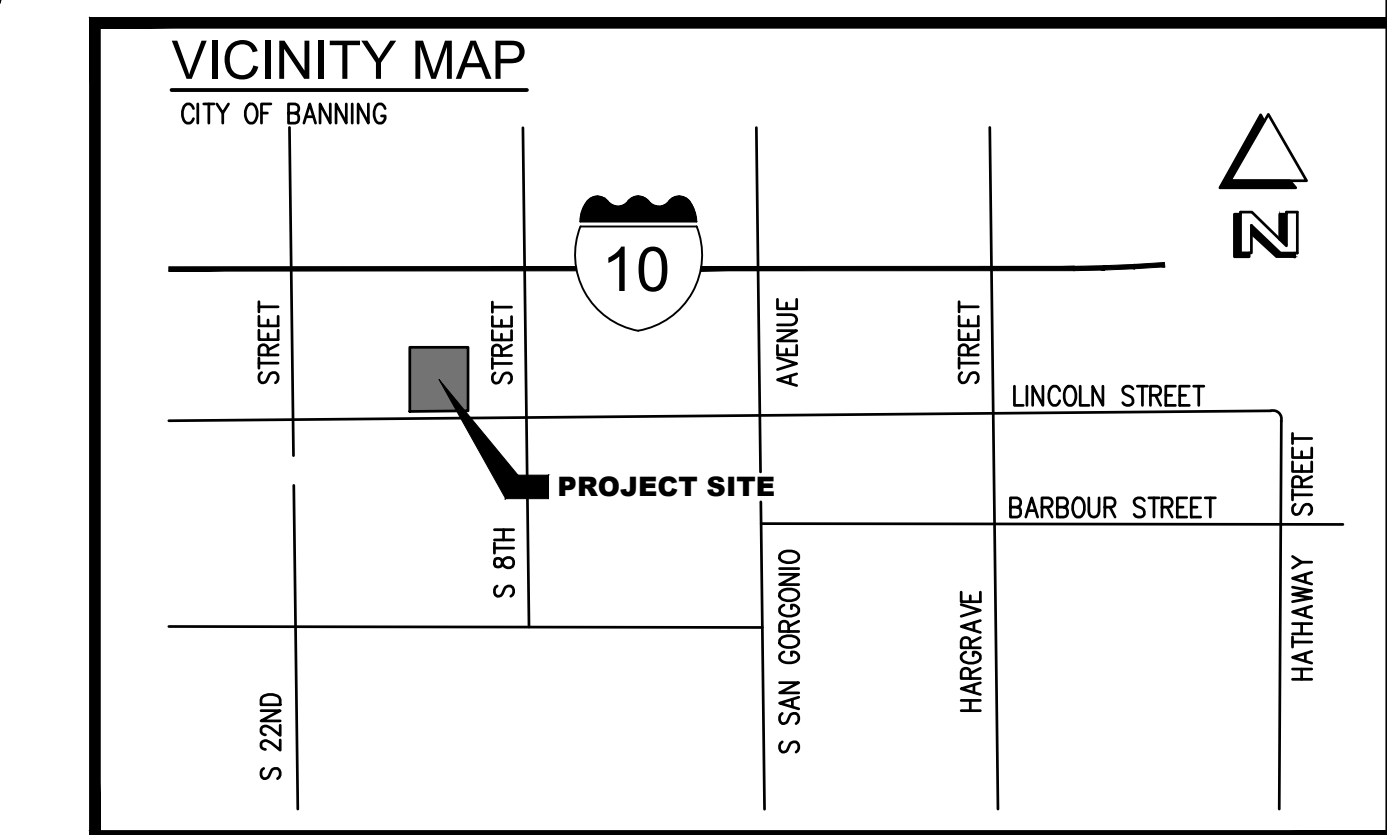 VICINITY MAP
CITY OF BANNING
N
10
STREET
STREET
AVENUE
STREET
LINCOLN STREET
STREET
PROJECT SITE
BARBOUR STREET
S 8TH
S SAN GORGONIO
HARGRAVE
HATHAWAY
S 22ND